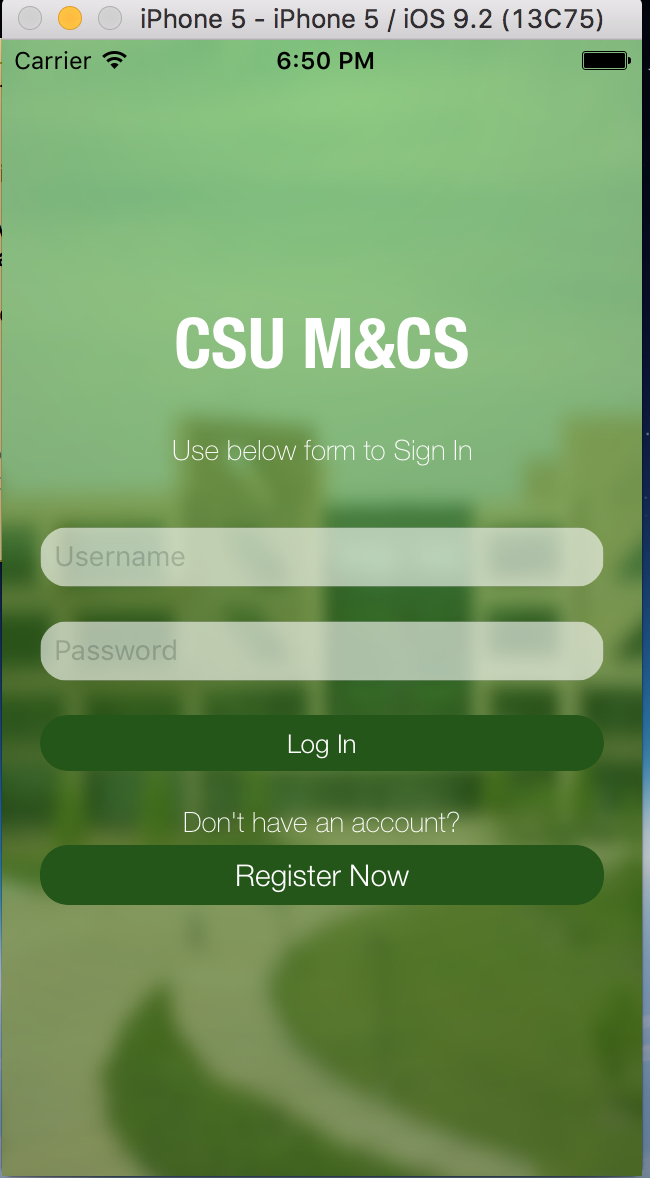 iPhone 5 - iPhone 5 / iOS 9.2 (13C75)
Carrier 6:50 PM
CSU M&CS
Use below form to Sign In
Username
Password
Log In
Don't have an account?
Register Now